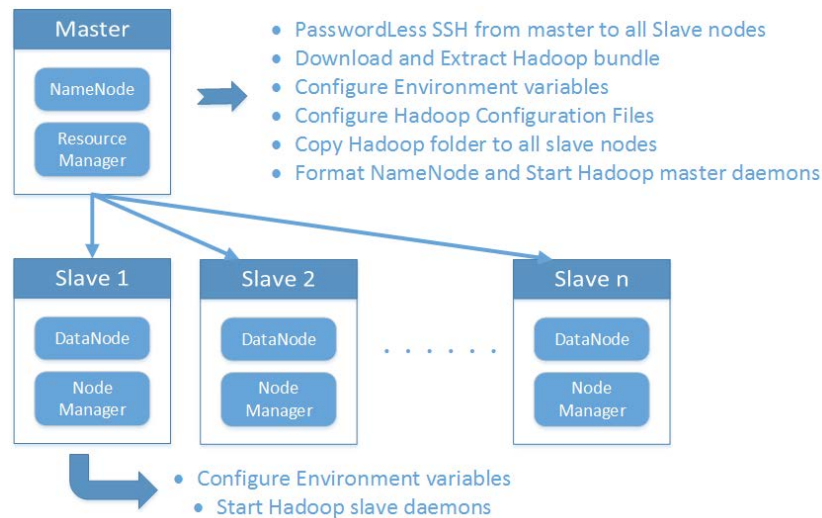 Master
NameNode
Resource
Manager
• PasswordLess SSH from master to all Slave nodes
• Download and Extract Hadoop bundle
• Configure Environment variables
• Configure Hadoop Configuration Files
• Copy Hadoop folder to all slave nodes
• Format NameNode and Start Hadoop master daemons
Slave 1
DataNode
Node
Manager
Slave 2
DataNode
Node
Manager
. . . . . .
Slave n
DataNode
Node
Manager
• Configure Environment variables
• Start Hadoop slave daemons